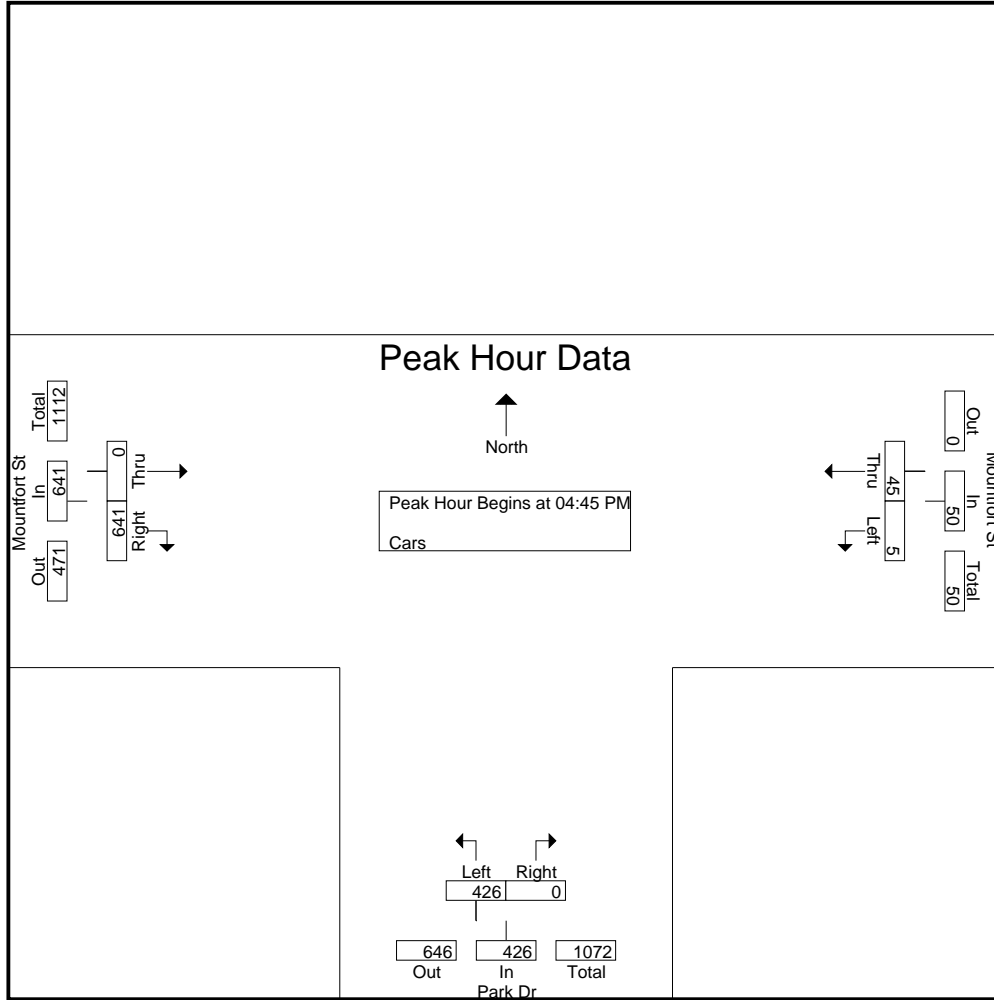 Peak Hour Data
North
Peak Hour Begins at 04:45 PM
Cars
Mountfort St
Total
1112
In
641
Out
471
0
Thru
641
Right
Out
0
In
50
Total
50
Mountfort St
Thru
45
Left
5
Left
Right
426
0
646
426
1072
Out
In
Total
Park Dr